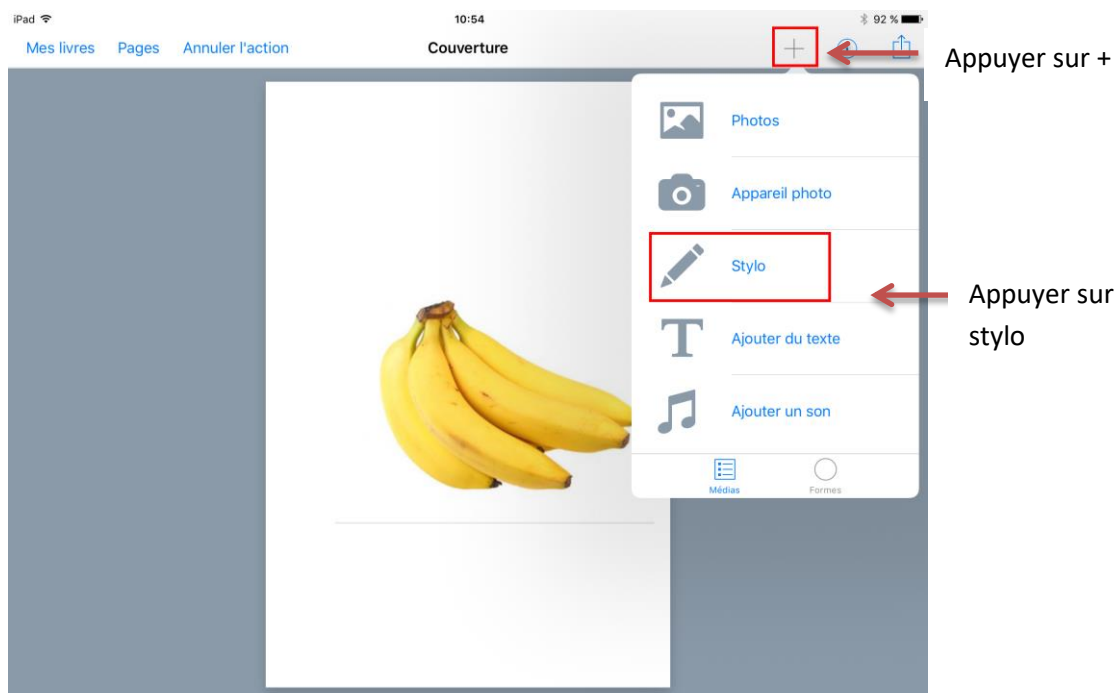 iPad 10:54 92 %
Mes livres Pages Annuler l'action Couverture
Appuyer sur +
Photos
Appareil photo
Stylo
Appuyer sur
stylo
Ajouter du texte
Ajouter un son
Médias Formes